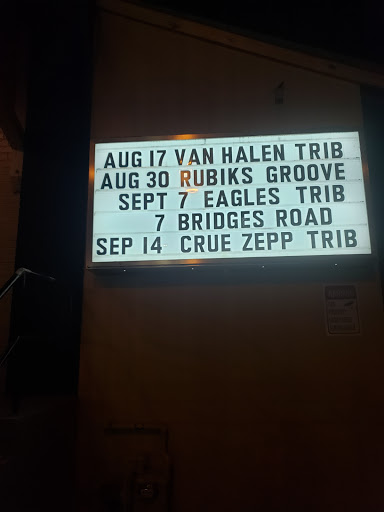 AUG 17 VAN HALEN TRIB
AUG 30 RUBIKS GROOVE
SEPT 7 EAGLES TRIB
7 BRIDGES ROAD
SEP 14 CRUE ZEPP TRIB